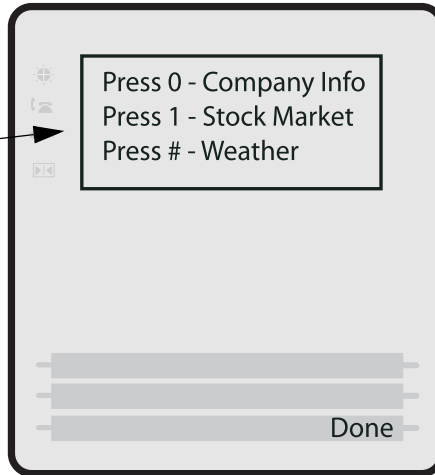 Press 0 - Company Info
Press 1 - Stock Market
Press # - Weather
Done